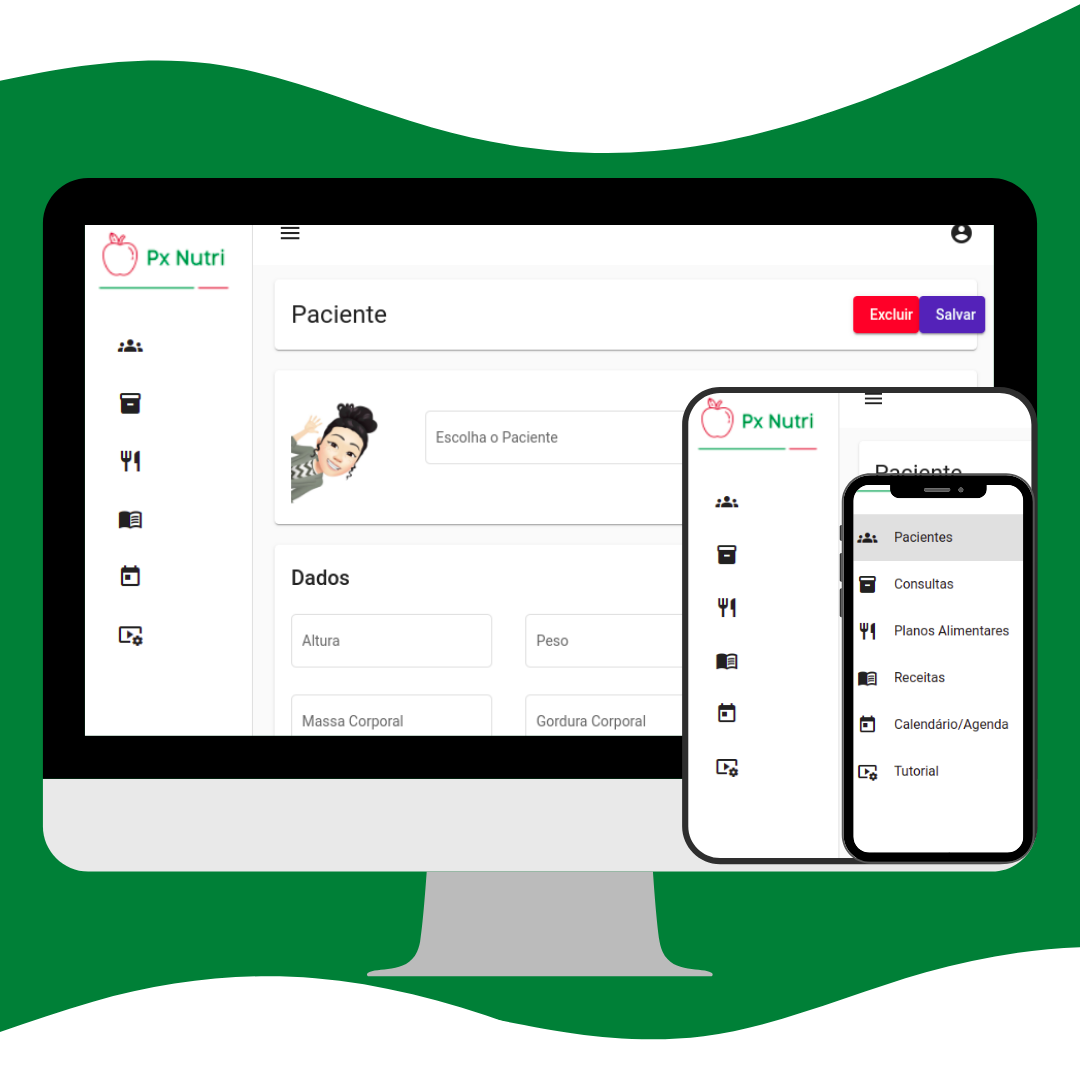 Px Nutri
Paciente
Excluir
Salvar
Escolha o Paciente
Dados
Altura
Peso
Massa Corporal
Gordura Corporal
Px Nutri
Paciente
Pacientes
Consultas
Planos Alimentares
Receitas
Calendário/Agenda
Tutorial